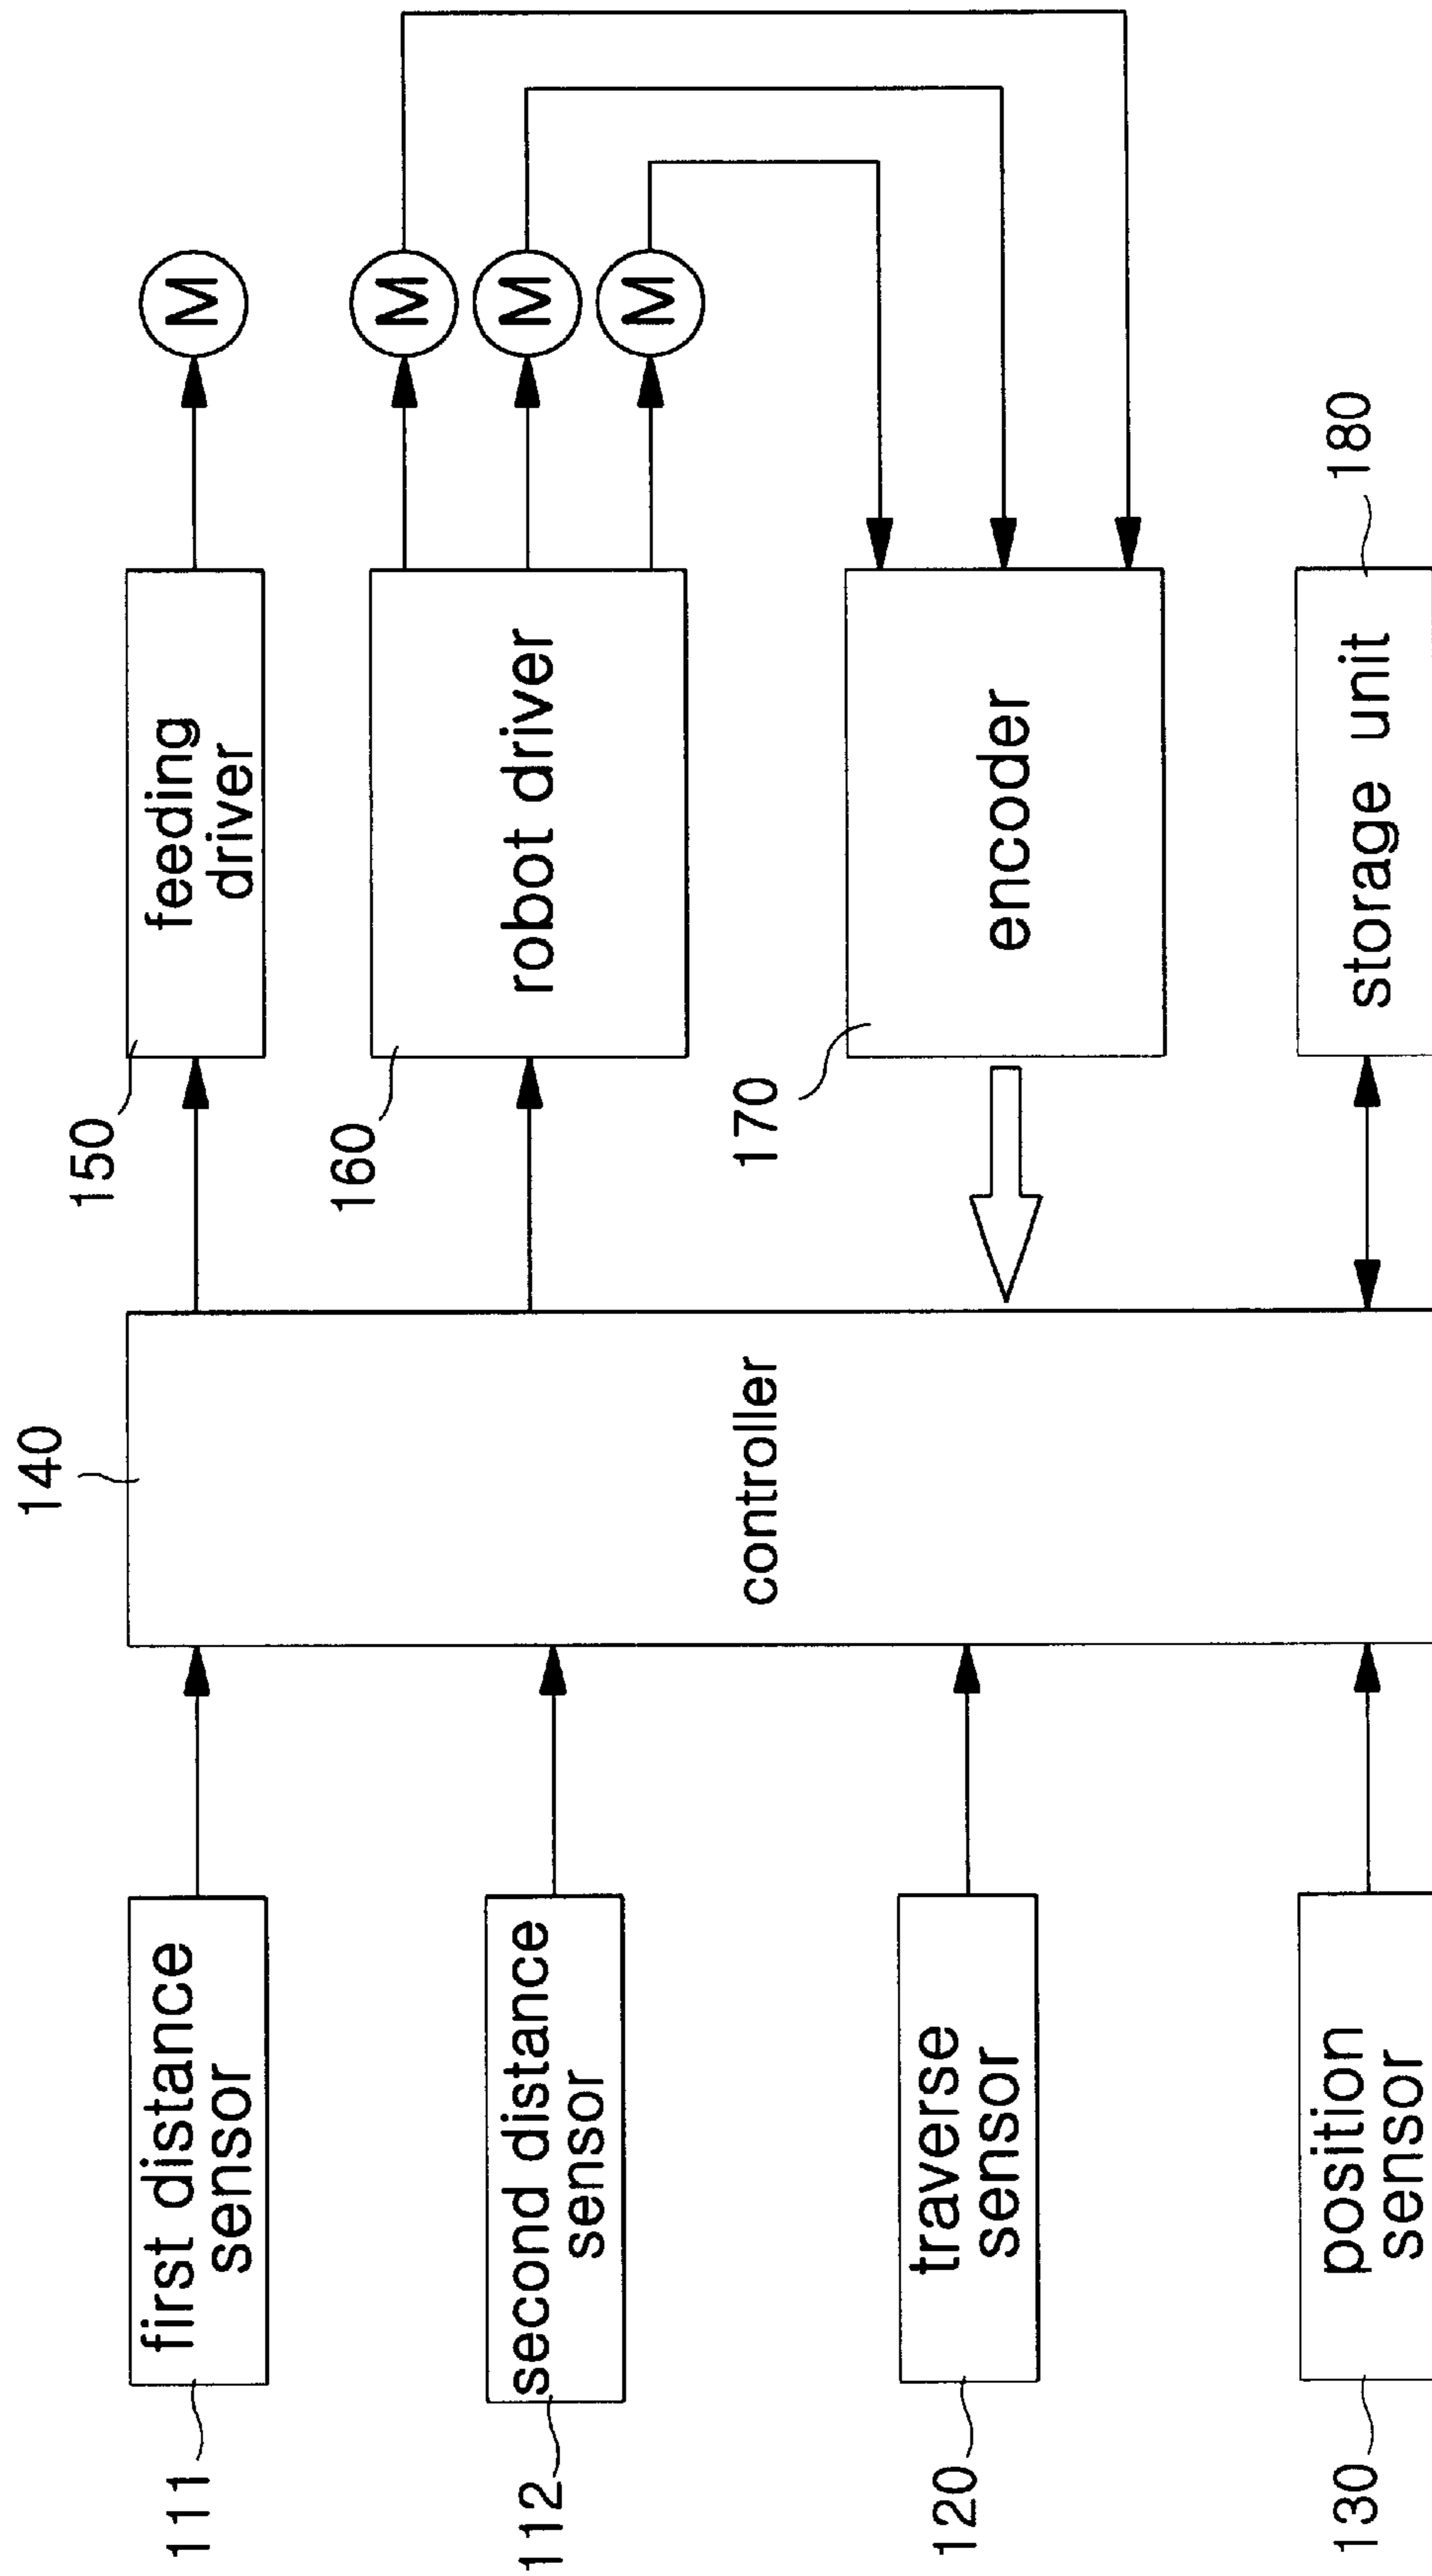 111
first distance
sensor
112
second distance
sensor
120
traverse
sensor
130
position
sensor
140
controller
150
feeding
driver
M
160
robot driver
M
M
M
170
encoder
180
storage unit